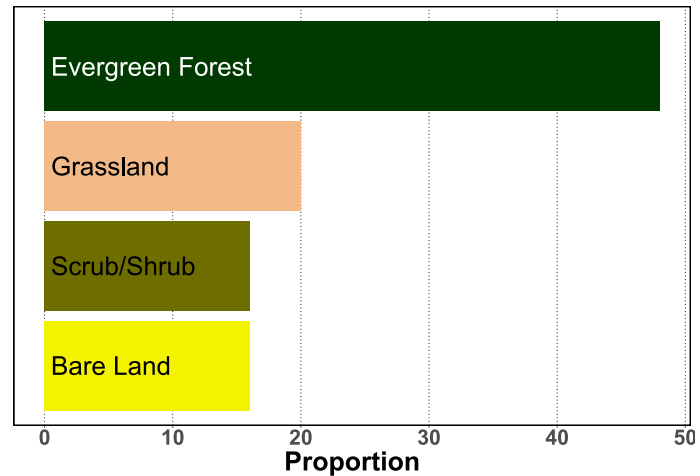 Evergreen Forest
Grassland
Scrub/Shrub
Bare Land
0 10 20 30 40 50
Proportion